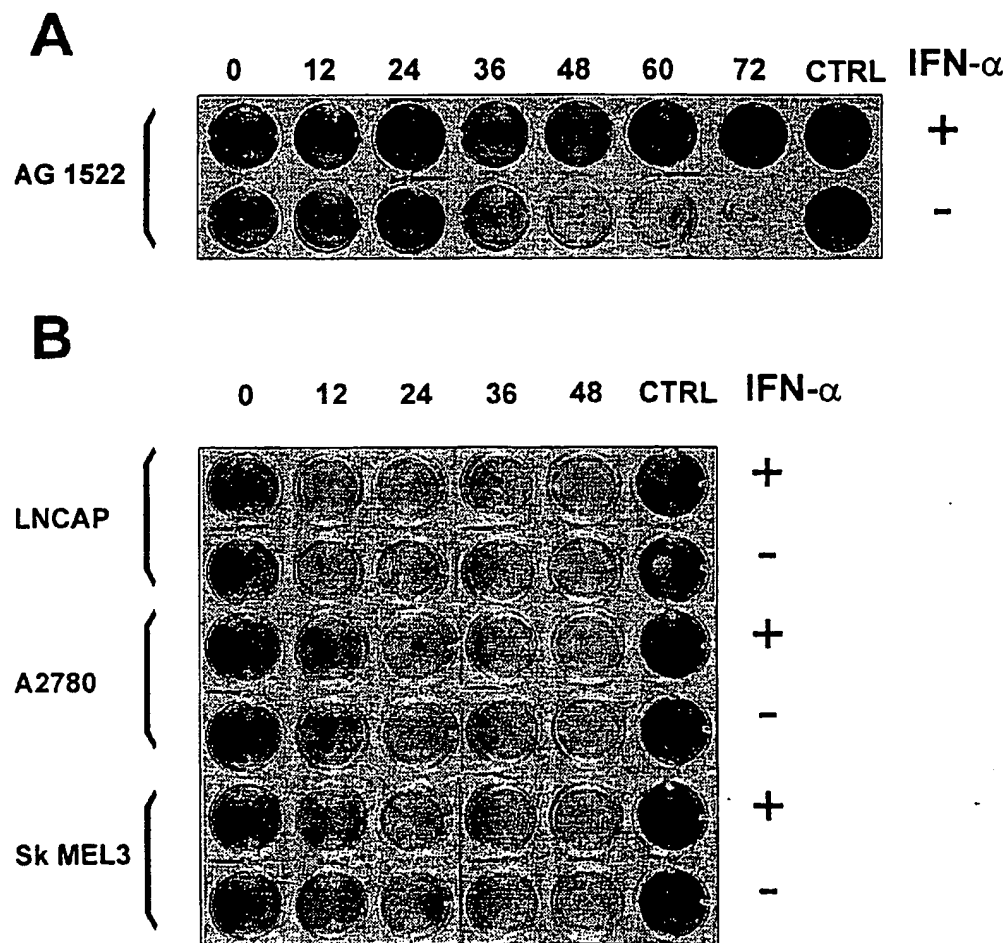 A
0 12 24 36 48 60 72 CTRL IFN-α
AG 1522
+
-
B
0 12 24 36 48 CTRL IFN-α
LNCAP
+
-
A2780
+
-
Sk MEL3
+
-